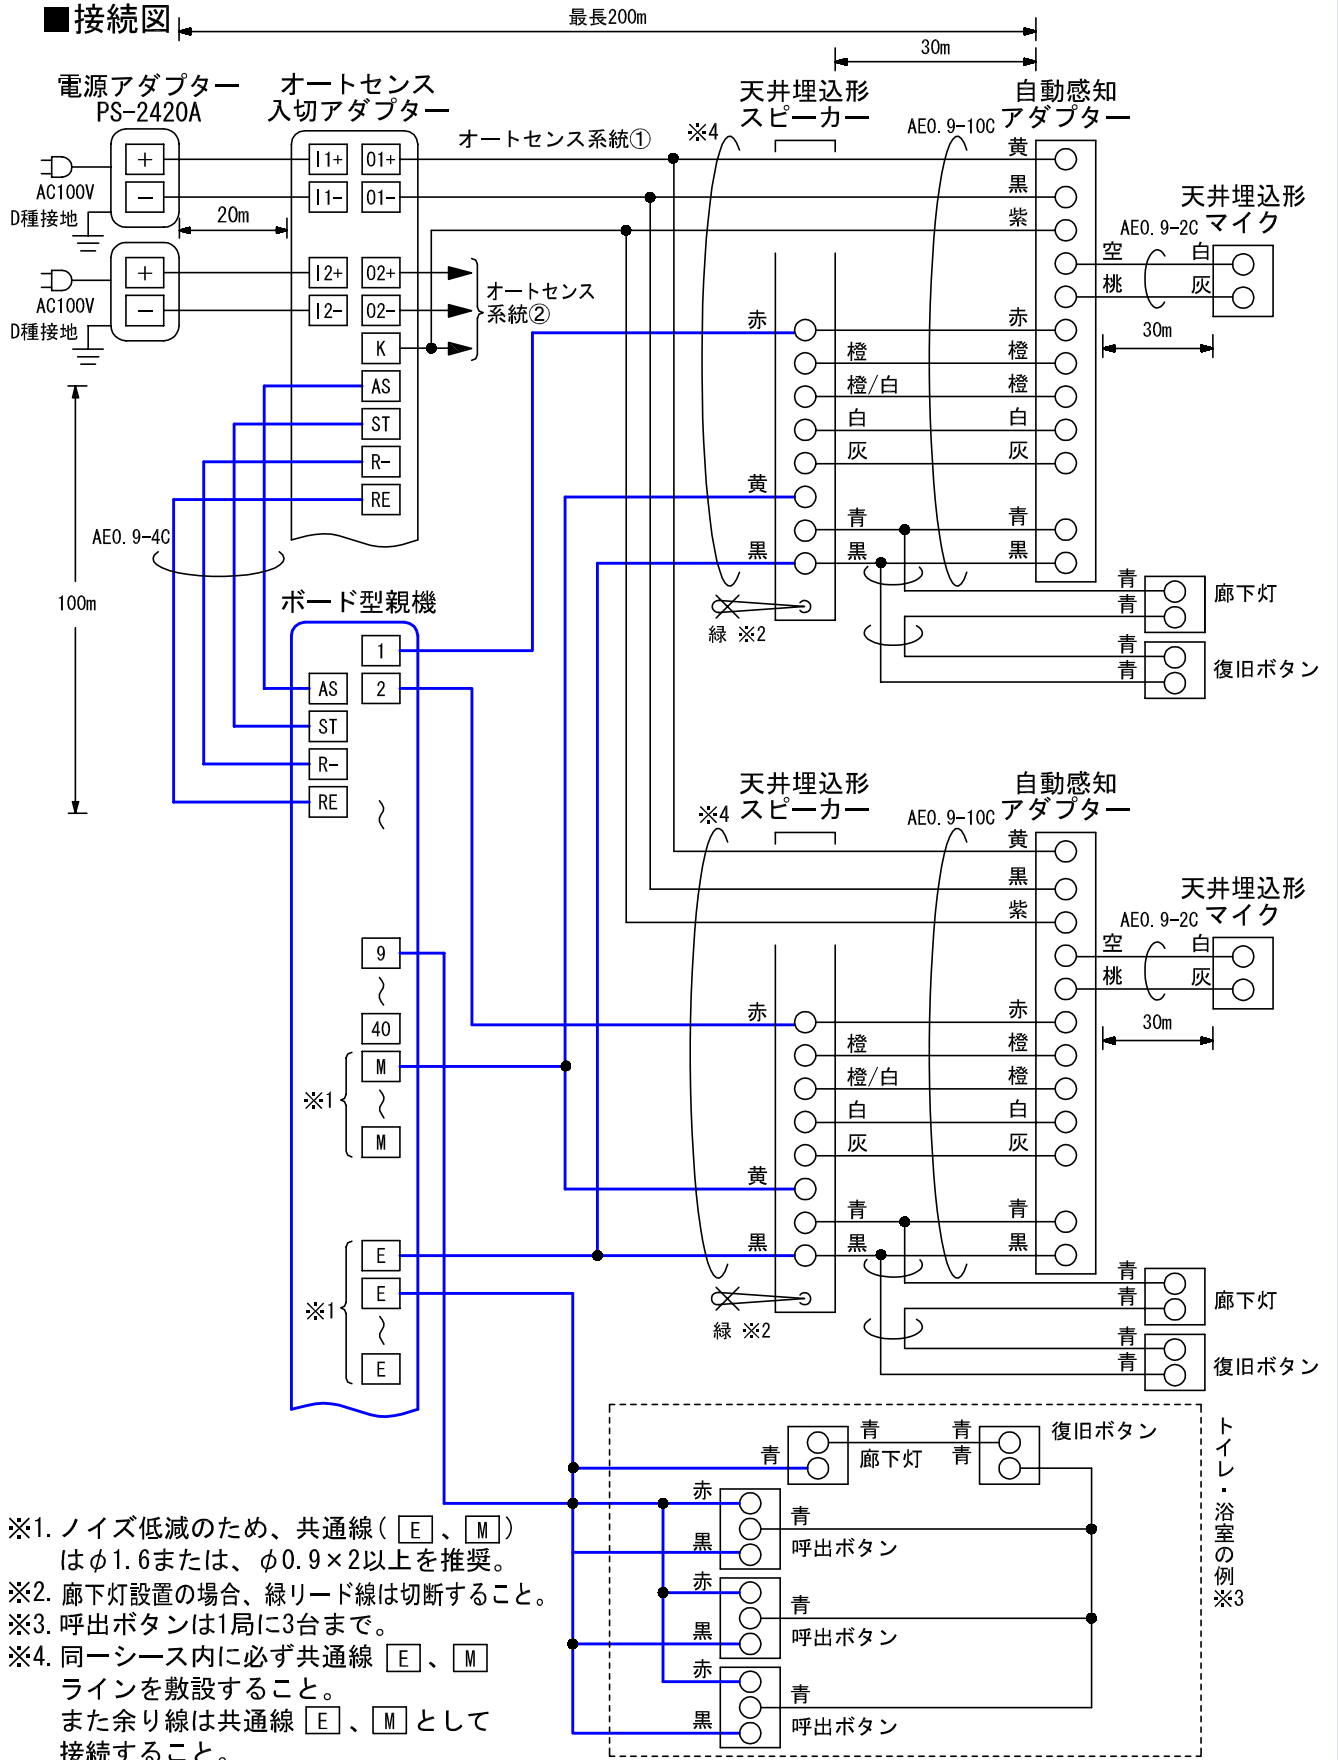 ■接続図
最長200m
30m
電源アダプター
PS-2420A
オートセンス
入切アダプター
天井埋込形
スピーカー
自動感知
アダプター
オートセンス系統①
※4
AE0.9-10C
AC100V
D種接地
+
−
I1+
O1+
I1-
O1-
20m
黄
黒
紫
天井埋込形
マイク
AE0.9-2C
空
白
桃
灰
30m
AC100V
D種接地
+
−
I2+
O2+
I2-
O2-
オートセンス
系統②
K
AS
ST
R-
RE
赤
赤
橙
橙
橙/白
橙
白
白
灰
灰
黄
青
青
黒
黒
黒
AE0.9-4C
100m
緑 ※2
青
青
廊下灯
青
青
復旧ボタン
ボード型親機
1
2
AS
ST
R-
RE
〜
9
〜
40
※1
M
〜
M
※1
E
E
〜
E
天井埋込形
スピーカー
自動感知
アダプター
※4
AE0.9-10C
黄
黒
紫
天井埋込形
マイク
AE0.9-2C
空
白
桃
灰
30m
赤
赤
橙
橙
橙/白
橙
白
白
灰
灰
黄
青
青
黒
黒
黒
緑 ※2
青
青
廊下灯
青
青
復旧ボタン
トイレ・浴室の例
※3
青
青
廊下灯
青
青
復旧ボタン
赤
黒
青
呼出ボタン
赤
黒
青
呼出ボタン
赤
黒
青
呼出ボタン
※1. ノイズ低減のため、共通線( E 、 M )
はφ1.6または、φ0.9×2以上を推奨。
※2. 廊下灯設置の場合、緑リード線は切断すること。
※3. 呼出ボタンは1局に3台まで。
※4. 同一シース内に必ず共通線 E 、 M
ラインを敷設すること。
また余り線は共通線 E 、 M として
接続すること。